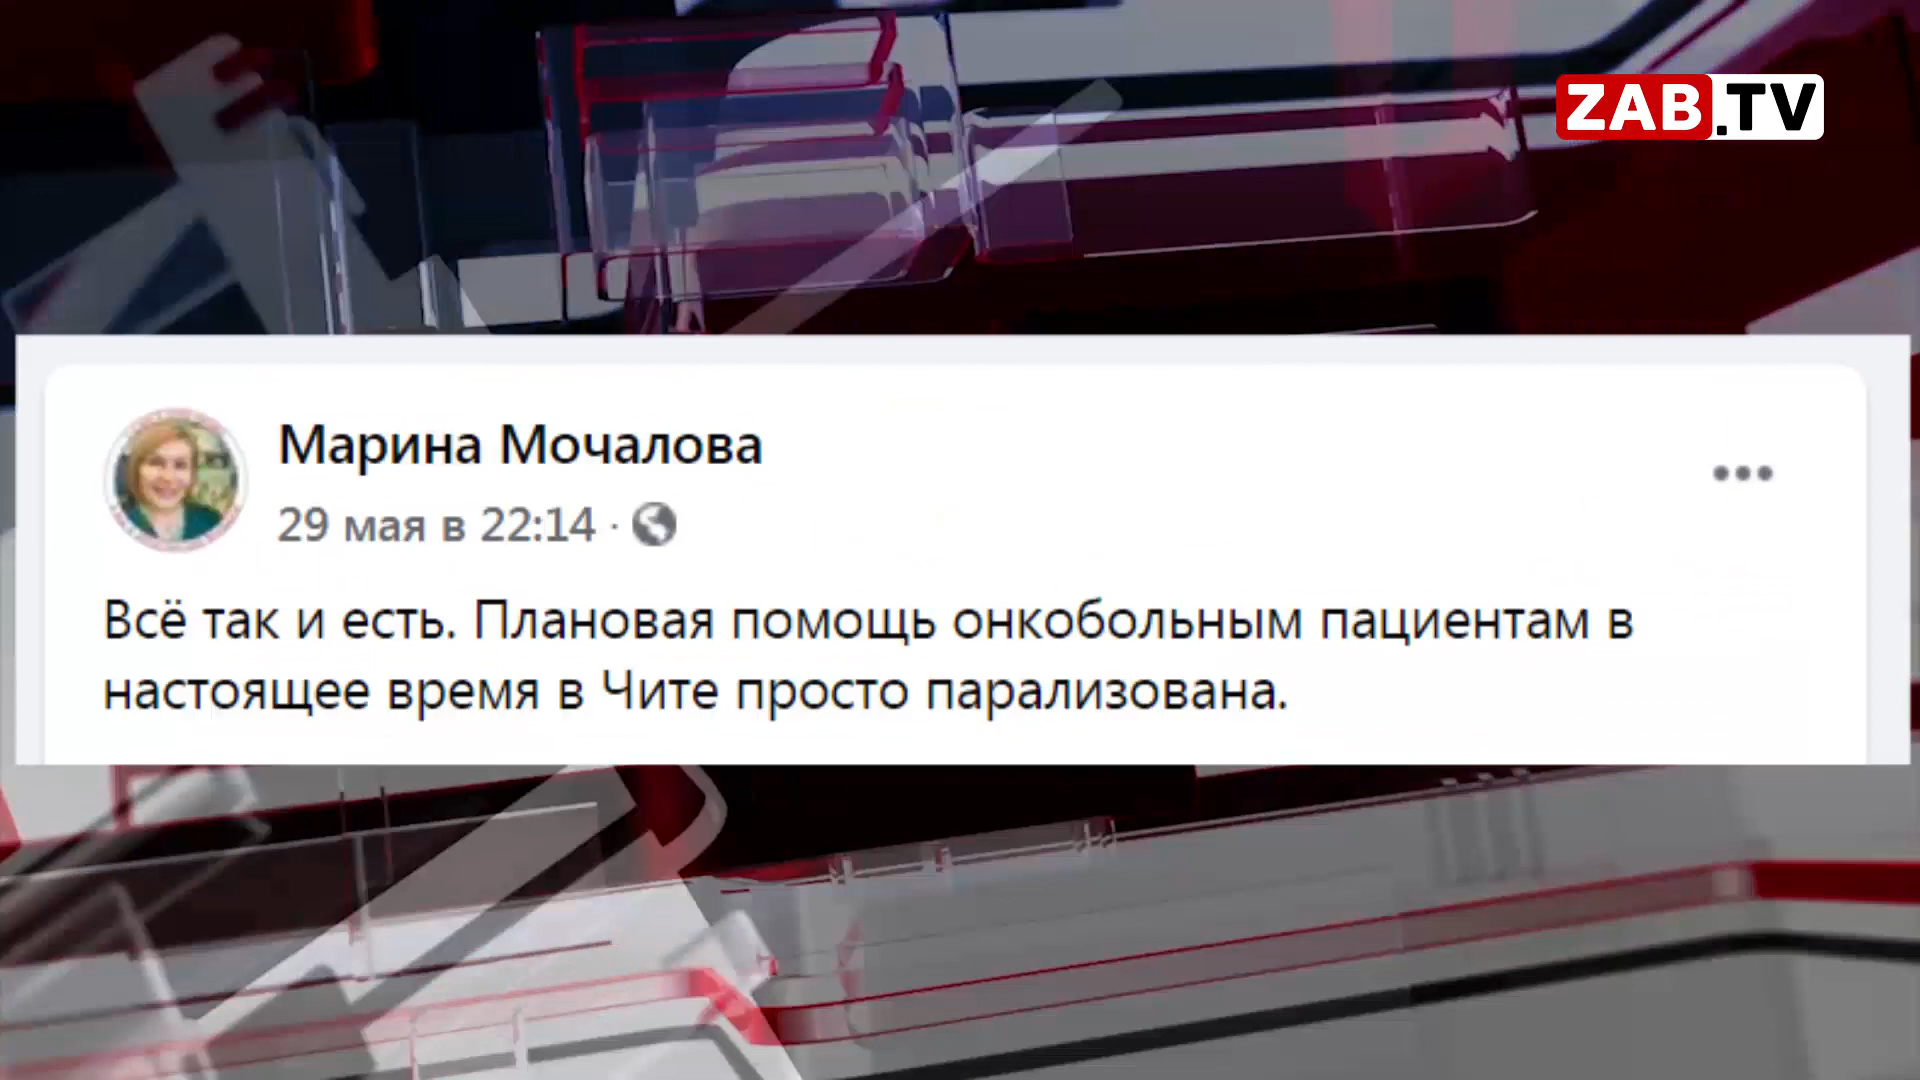 ZAB.TV
Марина Мочалова
29 мая в 22:14 ·
Всё так и есть. Плановая помощь онкобольным пациентам в
настоящее время в Чите просто парализована.